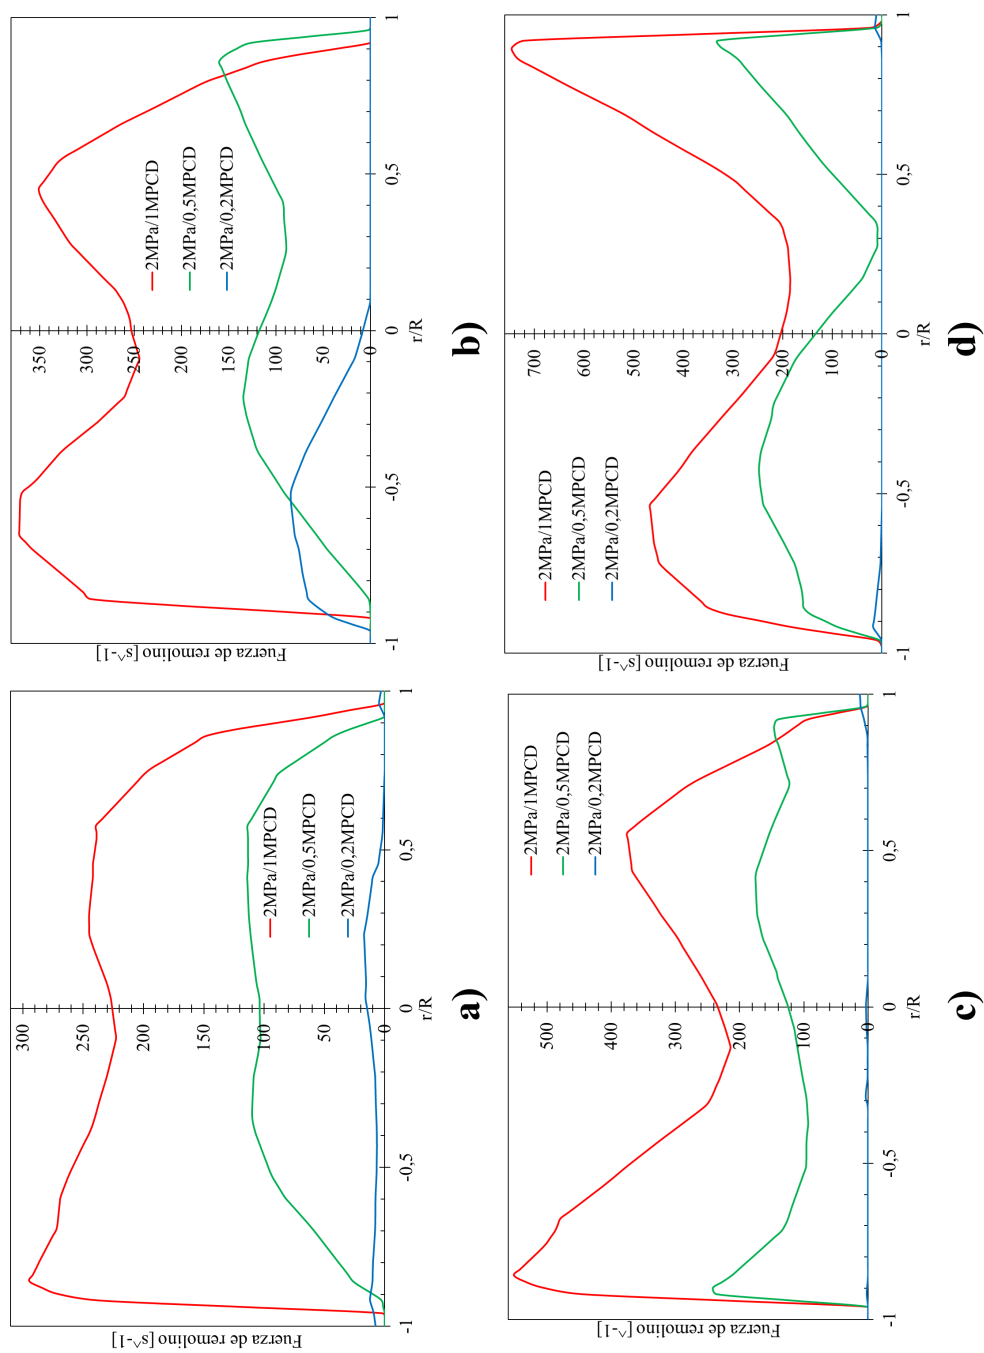 Fuerza de remolino [s^-1]
300
250
200
150
100
50
0
-1
-0,5
0
0,5
1
r/R
2MPa/1MPCD
2MPa/0,5MPCD
2MPa/0,2MPCD
a)
Fuerza de remolino [s^-1]
350
300
250
200
150
100
50
0
-1
-0,5
0
0,5
1
r/R
2MPa/1MPCD
2MPa/0,5MPCD
2MPa/0,2MPCD
b)
Fuerza de remolino [^-1]
500
400
300
200
100
0
-1
-0,5
0
0,5
1
r/R
2MPa/1MPCD
2MPa/0,5MPCD
2MPa/0,2MPCD
c)
Fuerza de remolino [s^-1]
700
600
500
400
300
200
100
0
-1
-0,5
0
0,5
1
r/R
2MPa/1MPCD
2MPa/0,5MPCD
2MPa/0,2MPCD
d)